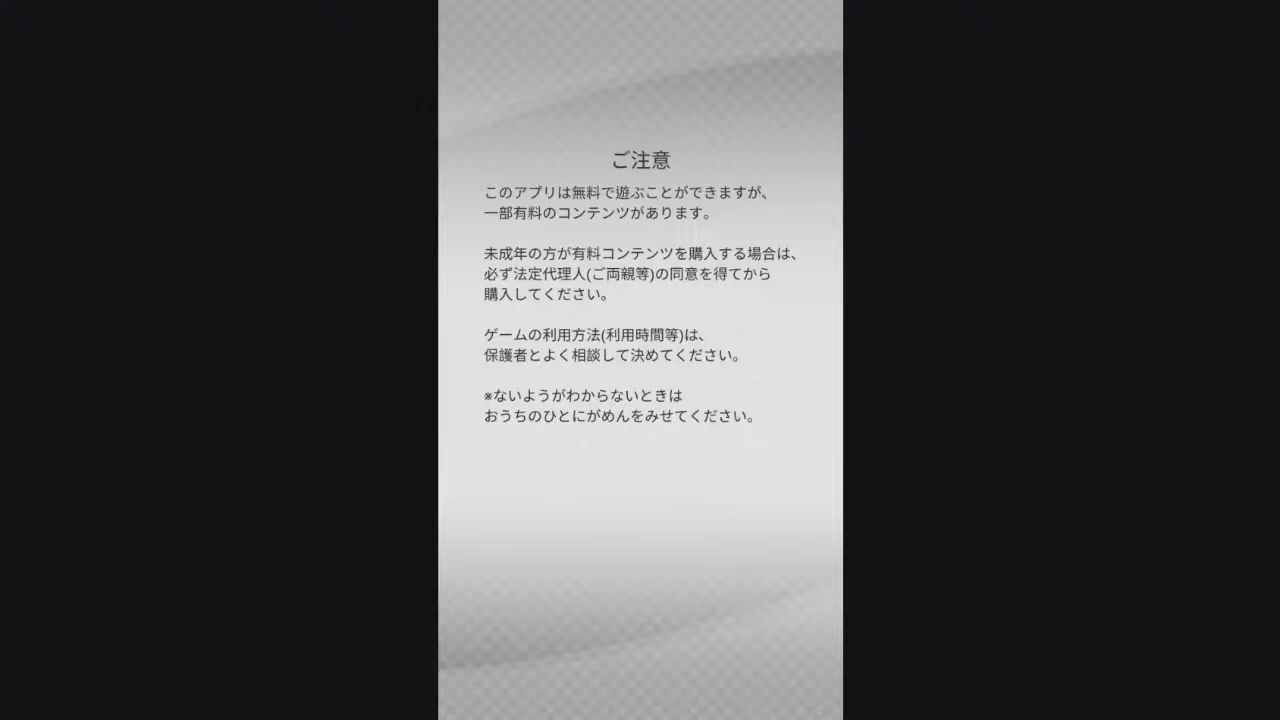 ご注意
このアプリは無料で遊ぶことができますが、
一部有料のコンテンツがあります。
未成年の方が有料コンテンツを購入する場合は、
必ず法定代理人(ご両親等)の同意を得てから
購入してください。
ゲームの利用方法(利用時間等)は、
保護者とよく相談して決めてください。
※ないようがわからないときは
おうちのひとにがめんをみせてください。